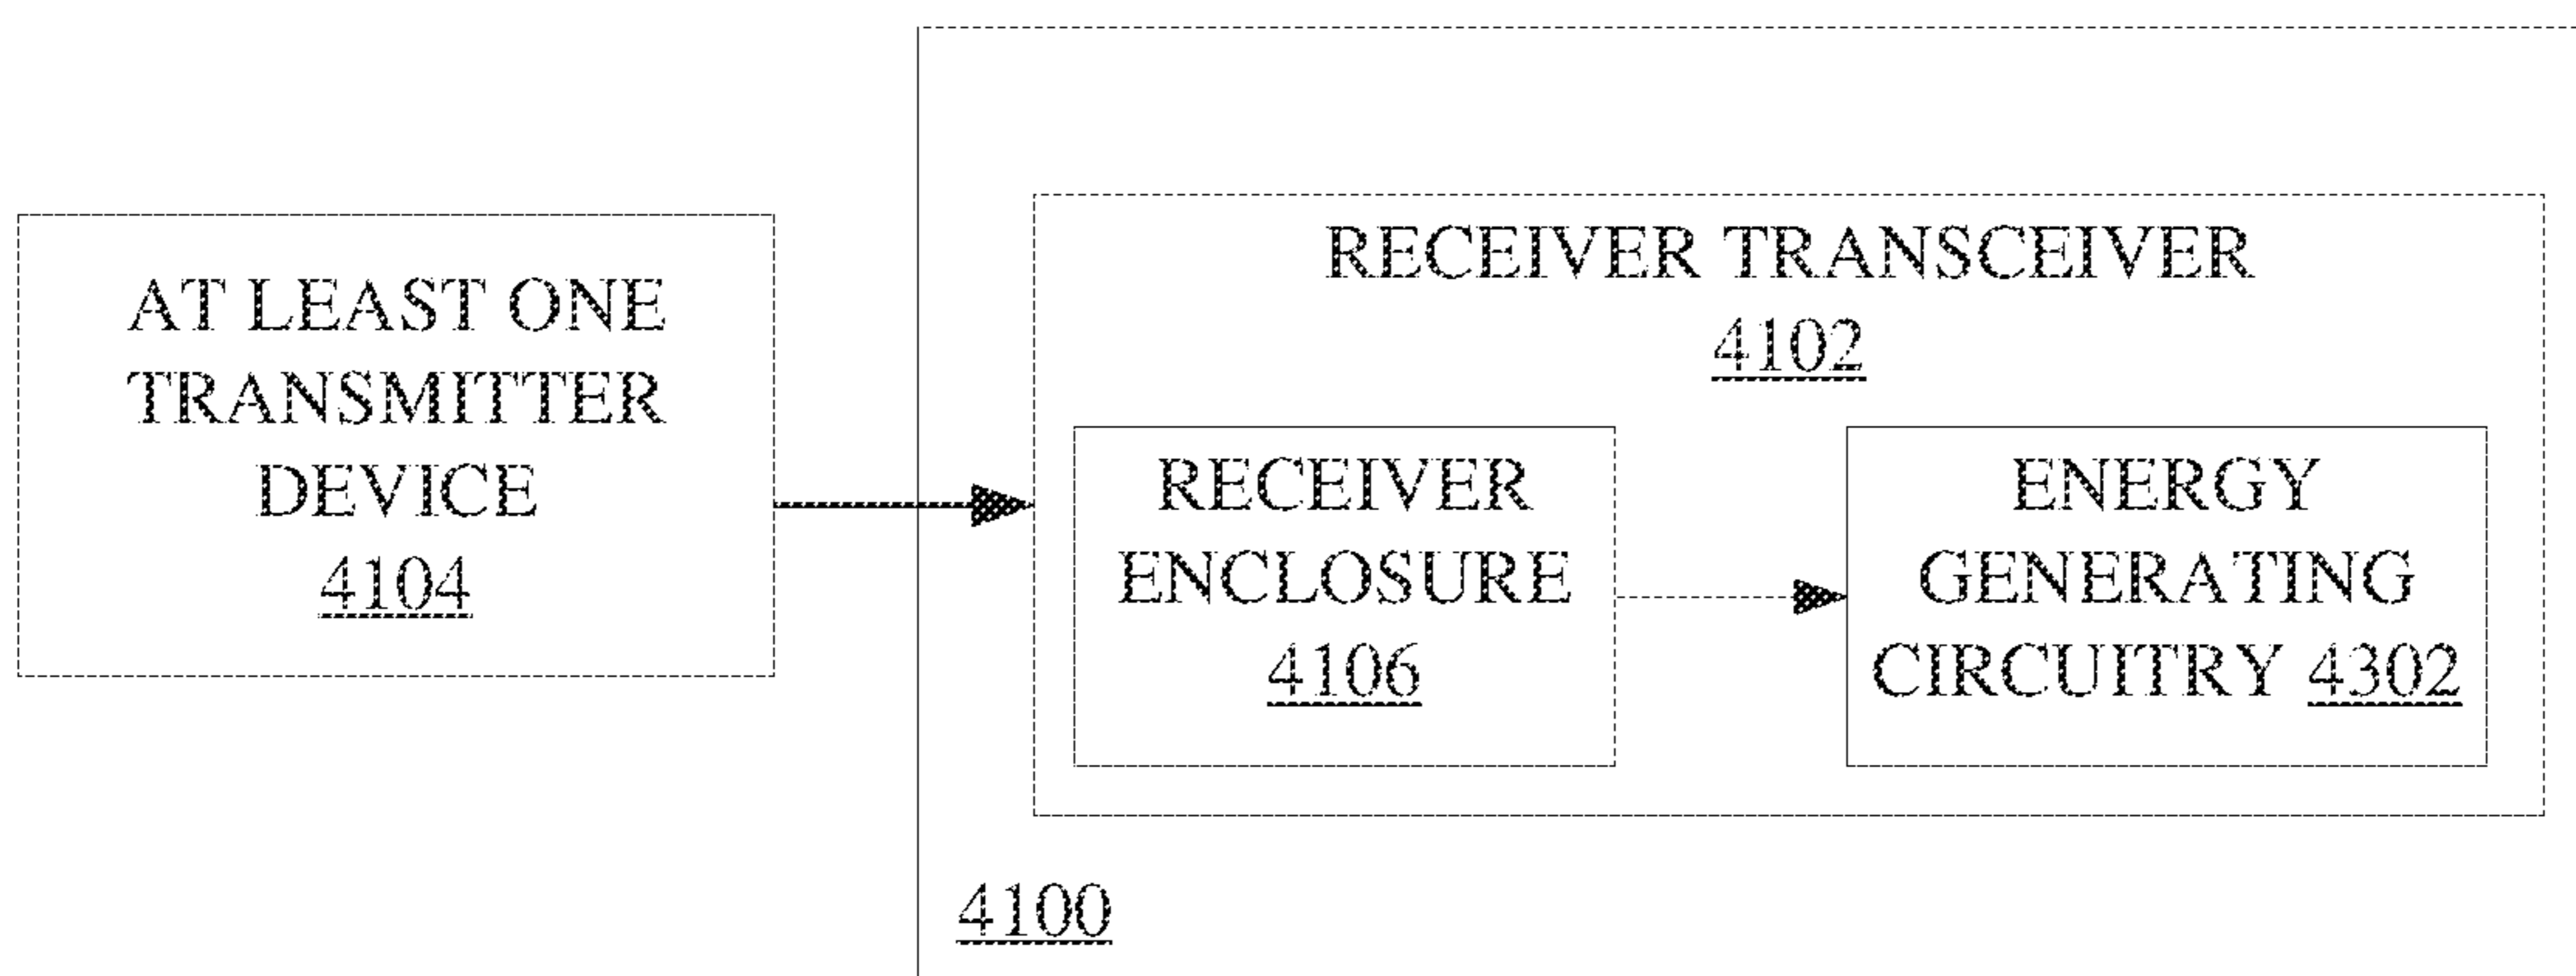 AT LEAST ONE
TRANSMITTER
DEVICE
4104
RECEIVER TRANSCEIVER
4102
RECEIVER
ENCLOSURE
4106
ENERGY
GENERATING
CIRCUITRY 4302
4100